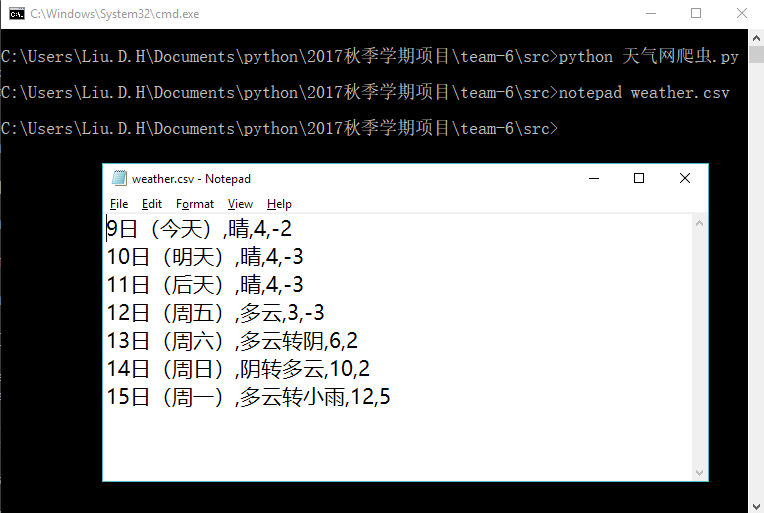 C:\Windows\System32\cmd.exe
C:\Users\Liu.D.H\Documents\python\2017秋季学期项目\team-6\src>python 天气网爬虫.py
C:\Users\Liu.D.H\Documents\python\2017秋季学期项目\team-6\src>notepad weather.csv
C:\Users\Liu.D.H\Documents\python\2017秋季学期项目\team-6\src>
weather.csv - Notepad
File Edit Format View Help
9日（今天）,晴,4,-2
10日（明天）,晴,4,-3
11日（后天）,晴,4,-3
12日（周五）,多云,3,-3
13日（周六）,多云转阴,6,2
14日（周日）,阴转多云,10,2
15日（周一）,多云转小雨,12,5